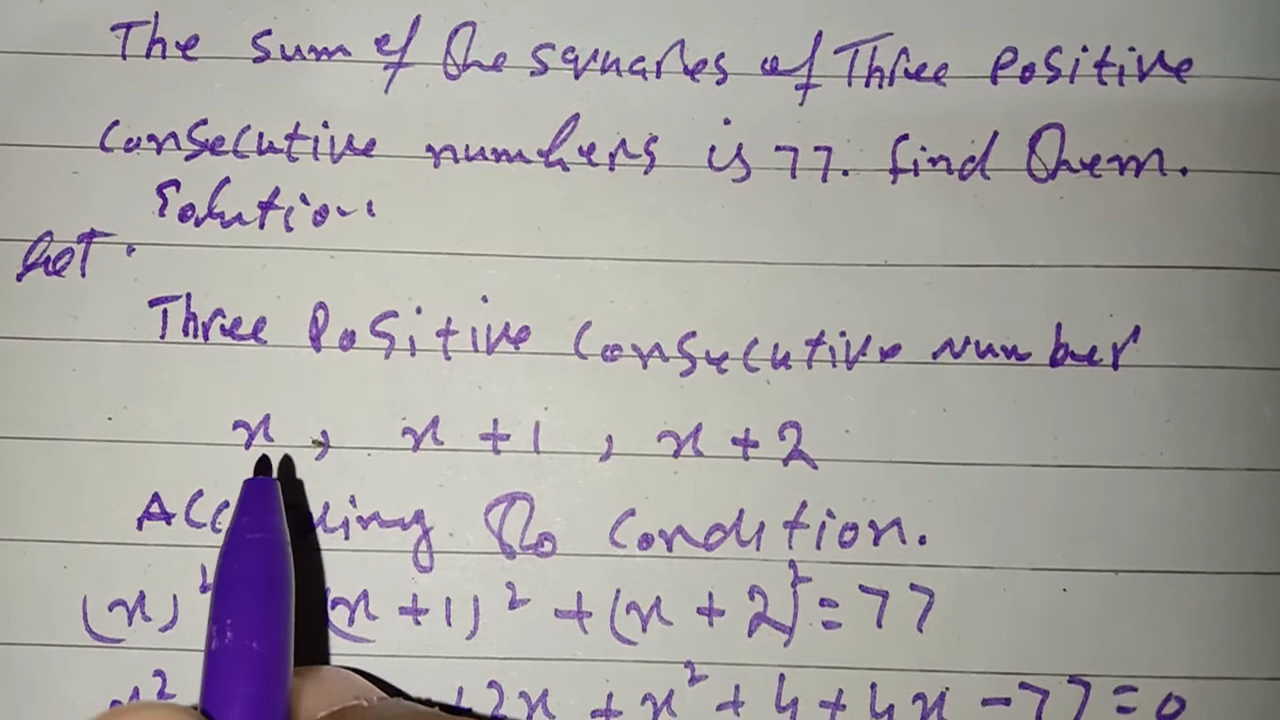 The sum of the squares of Three Positive
Consecutive numbers is 77. find them.
Solution
Let.
Three Positive Consecutive number
x, x + 1, x + 2
to Condition.
(x)² (x + 1)² + (x + 2)² = 77
2x + x² + 4 + 4x - 77 = 0